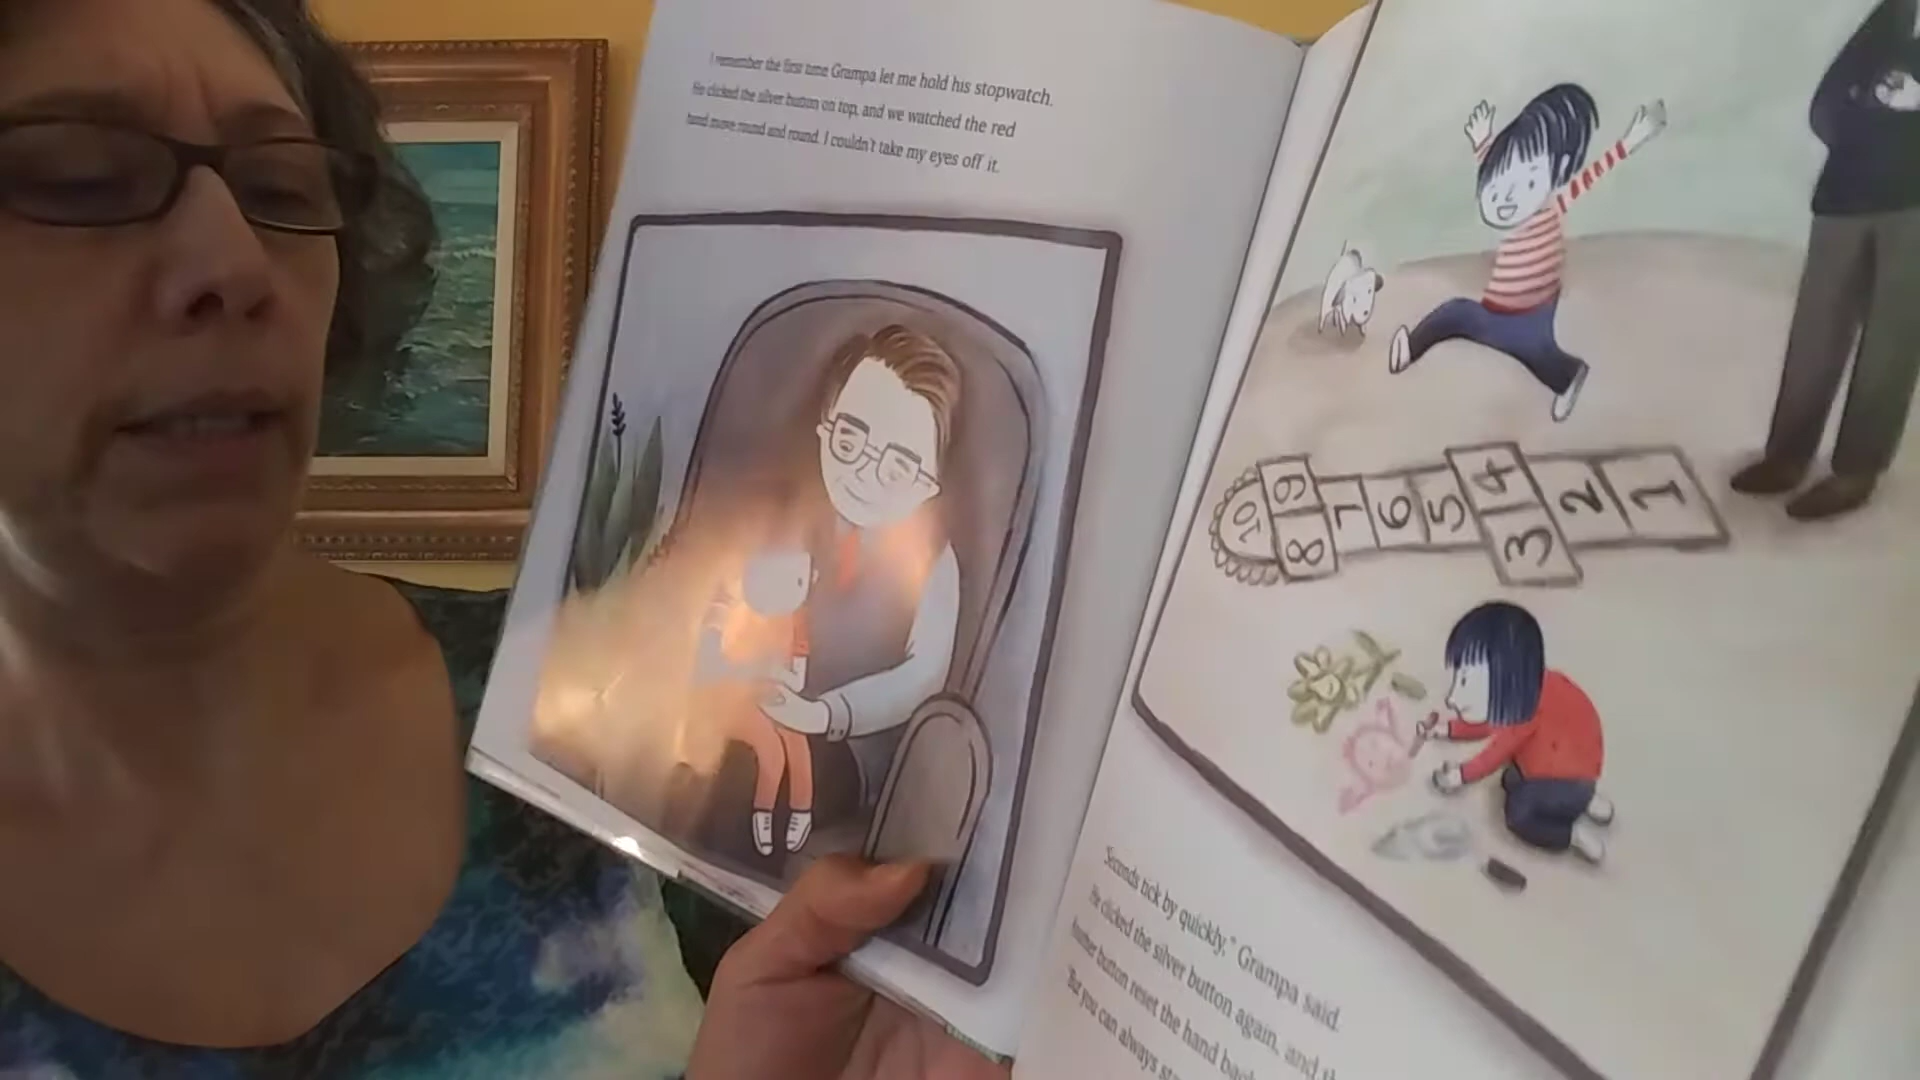 I remember the first time Grampa let me hold his stopwatch.
He clicked the silver button on top, and we watched the red
hand move round and round. I couldn't take my eyes off it.
10 9 8 7 6 5 4 3 2 1
"Seconds tick by quickly," Grampa said.
He clicked the silver button again, and
another button reset the hand back
"But you can always